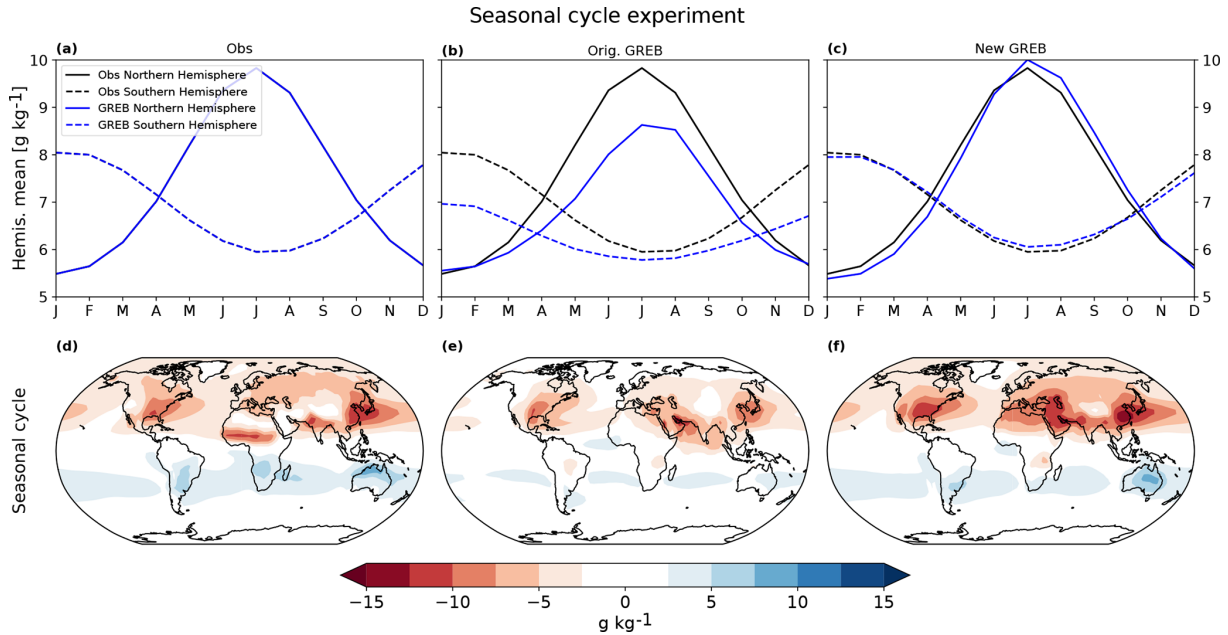 Seasonal cycle experiment
(a) Obs
(b) Orig. GREB
(c) New GREB
Hemis. mean [g kg⁻¹]
10
9
8
7
6
5
Obs Northern Hemisphere
Obs Southern Hemisphere
GREB Northern Hemisphere
GREB Southern Hemisphere
10
9
8
7
6
5
J F M A M J J A S O N D
J F M A M J J A S O N D
J F M A M J J A S O N D
Seasonal cycle
(d)
(e)
(f)
−15 −10 −5 0 5 10 15
g kg⁻¹